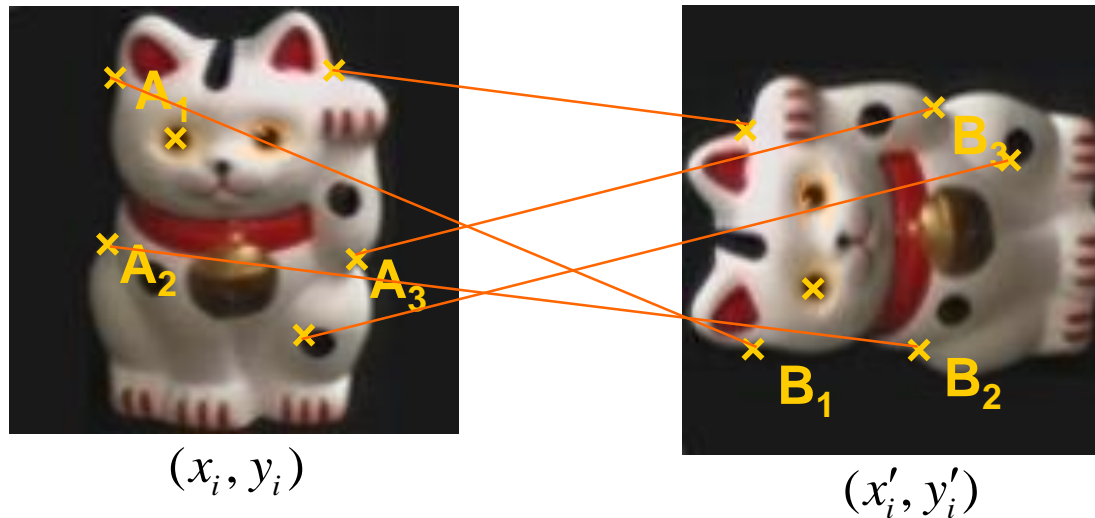 A₁
A₂
A₃
B₃
B₁
B₂
(xᵢ, yᵢ)
(x′ᵢ, y′ᵢ)